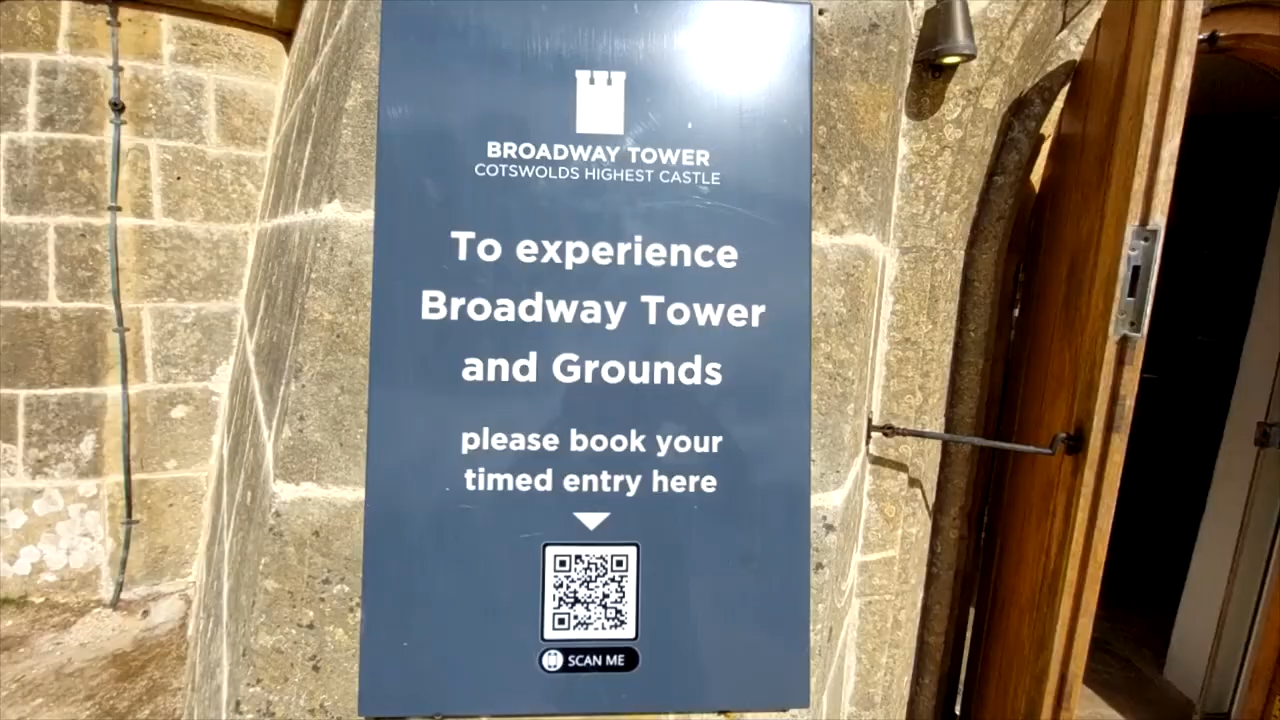 BROADWAY TOWER
COTSWOLDS HIGHEST CASTLE
To experience
Broadway Tower
and Grounds
please book your
timed entry here
SCAN ME